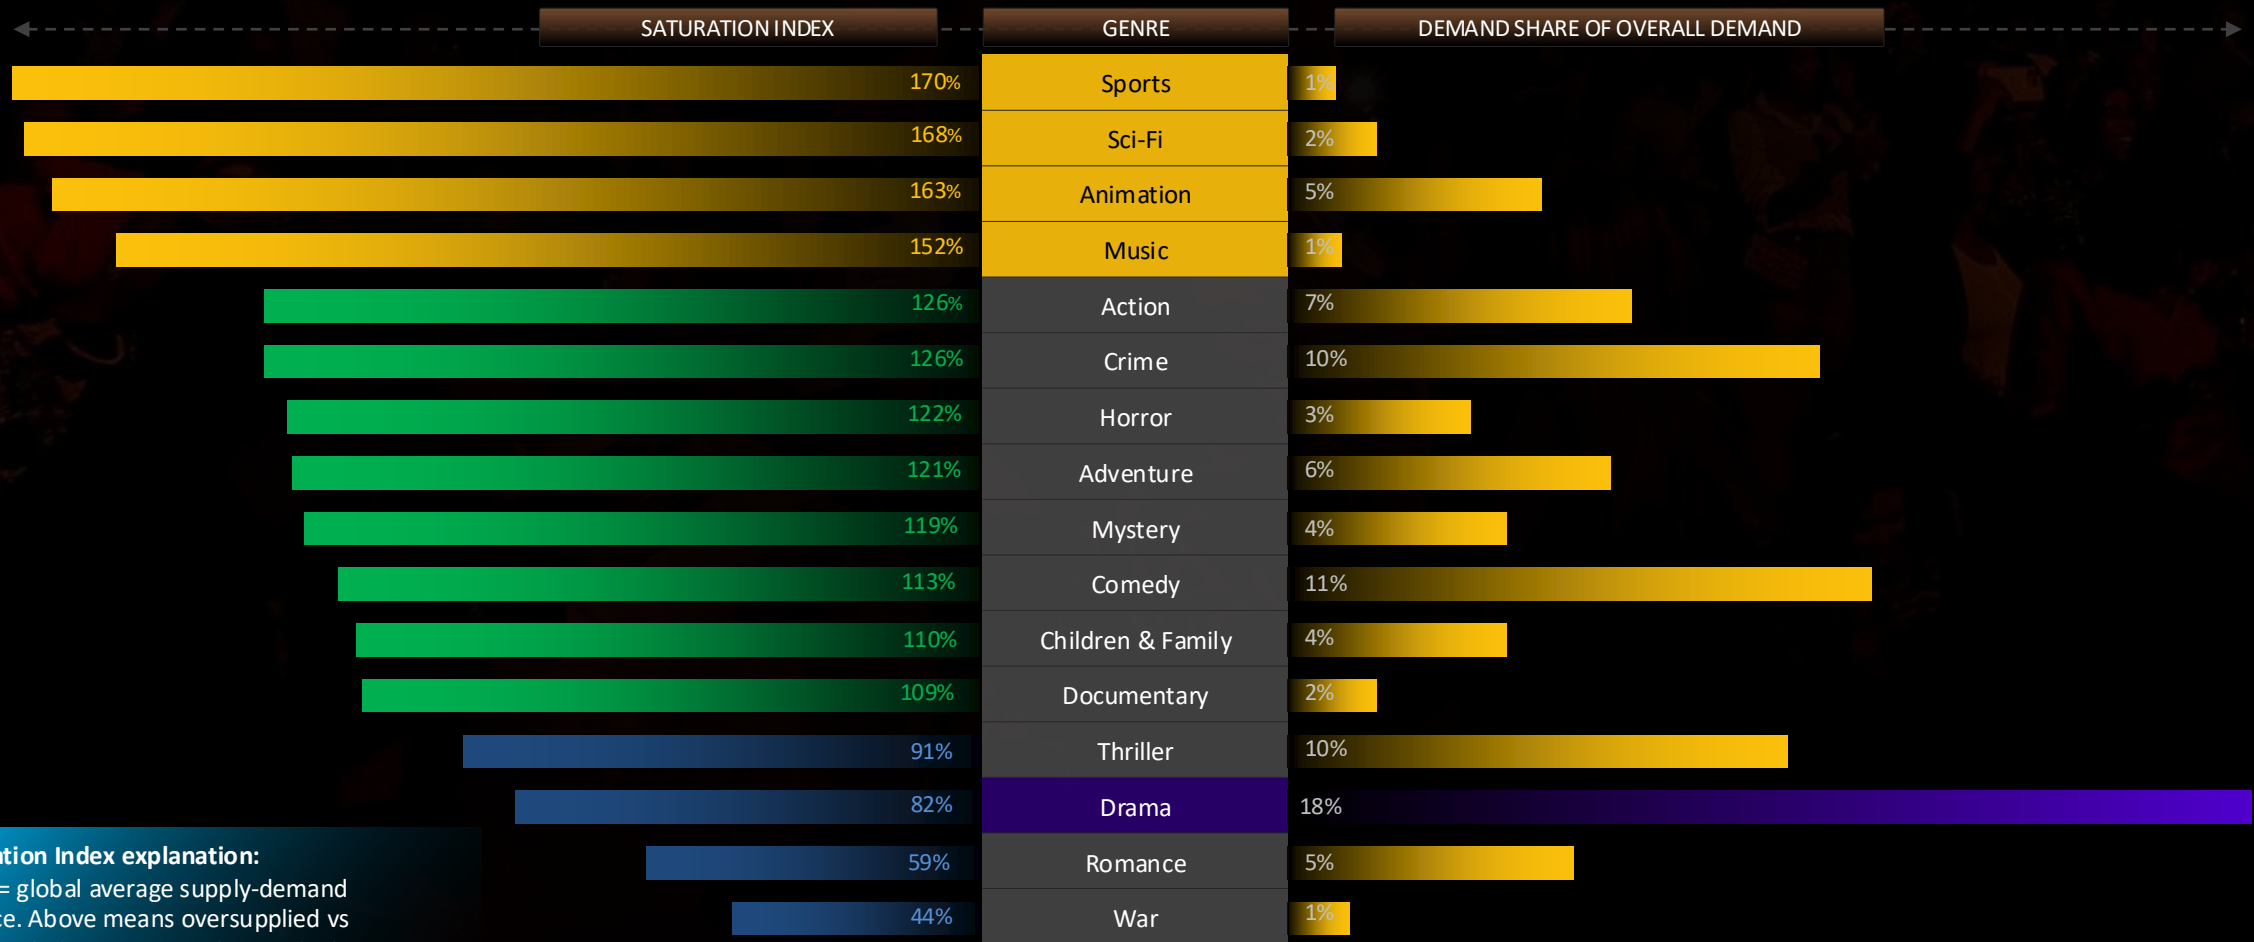 SATURATION INDEX GENRE DEMAND SHARE OF OVERALL DEMAND
170% Sports 1%
168% Sci-Fi 2%
163% Animation 5%
152% Music 1%
126% Action 7%
126% Crime 10%
122% Horror 3%
121% Adventure 6%
119% Mystery 4%
113% Comedy 11%
110% Children & Family 4%
109% Documentary 2%
91% Thriller 10%
82% Drama 18%
59% Romance 5%
44% War 1%
Index explanation:
= global average supply-demand
Above means oversupplied vs